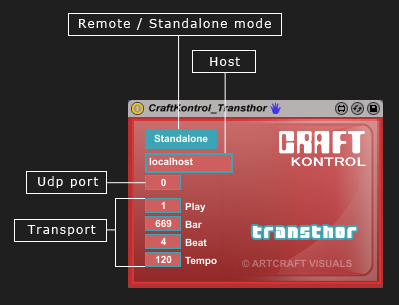 Remote / Standalone mode
Host
CraftKontrol_Transthor
Standalone
CRAFT
KONTROL
localhost
Udp port
0
Transport
1 Play
669 Bar
4 Beat
120 Tempo
transthor
© ARTCRAFT VISUALS